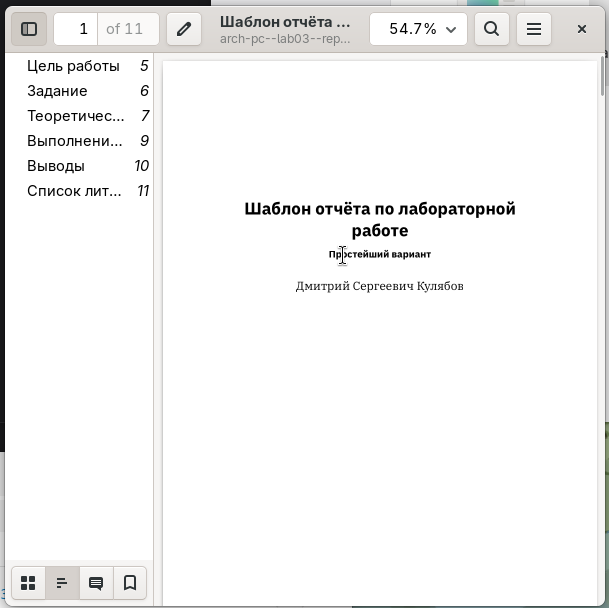 1
of 11
Шаблон отчёта ...
arch-pc--lab03--rep...
54.7%
Цель работы 5
Задание 6
Теоретичес... 7
Выполнени... 9
Выводы 10
Список лит... 11
Шаблон отчёта по лабораторной
работе
Простейший вариант
Дмитрий Сергеевич Кулябов